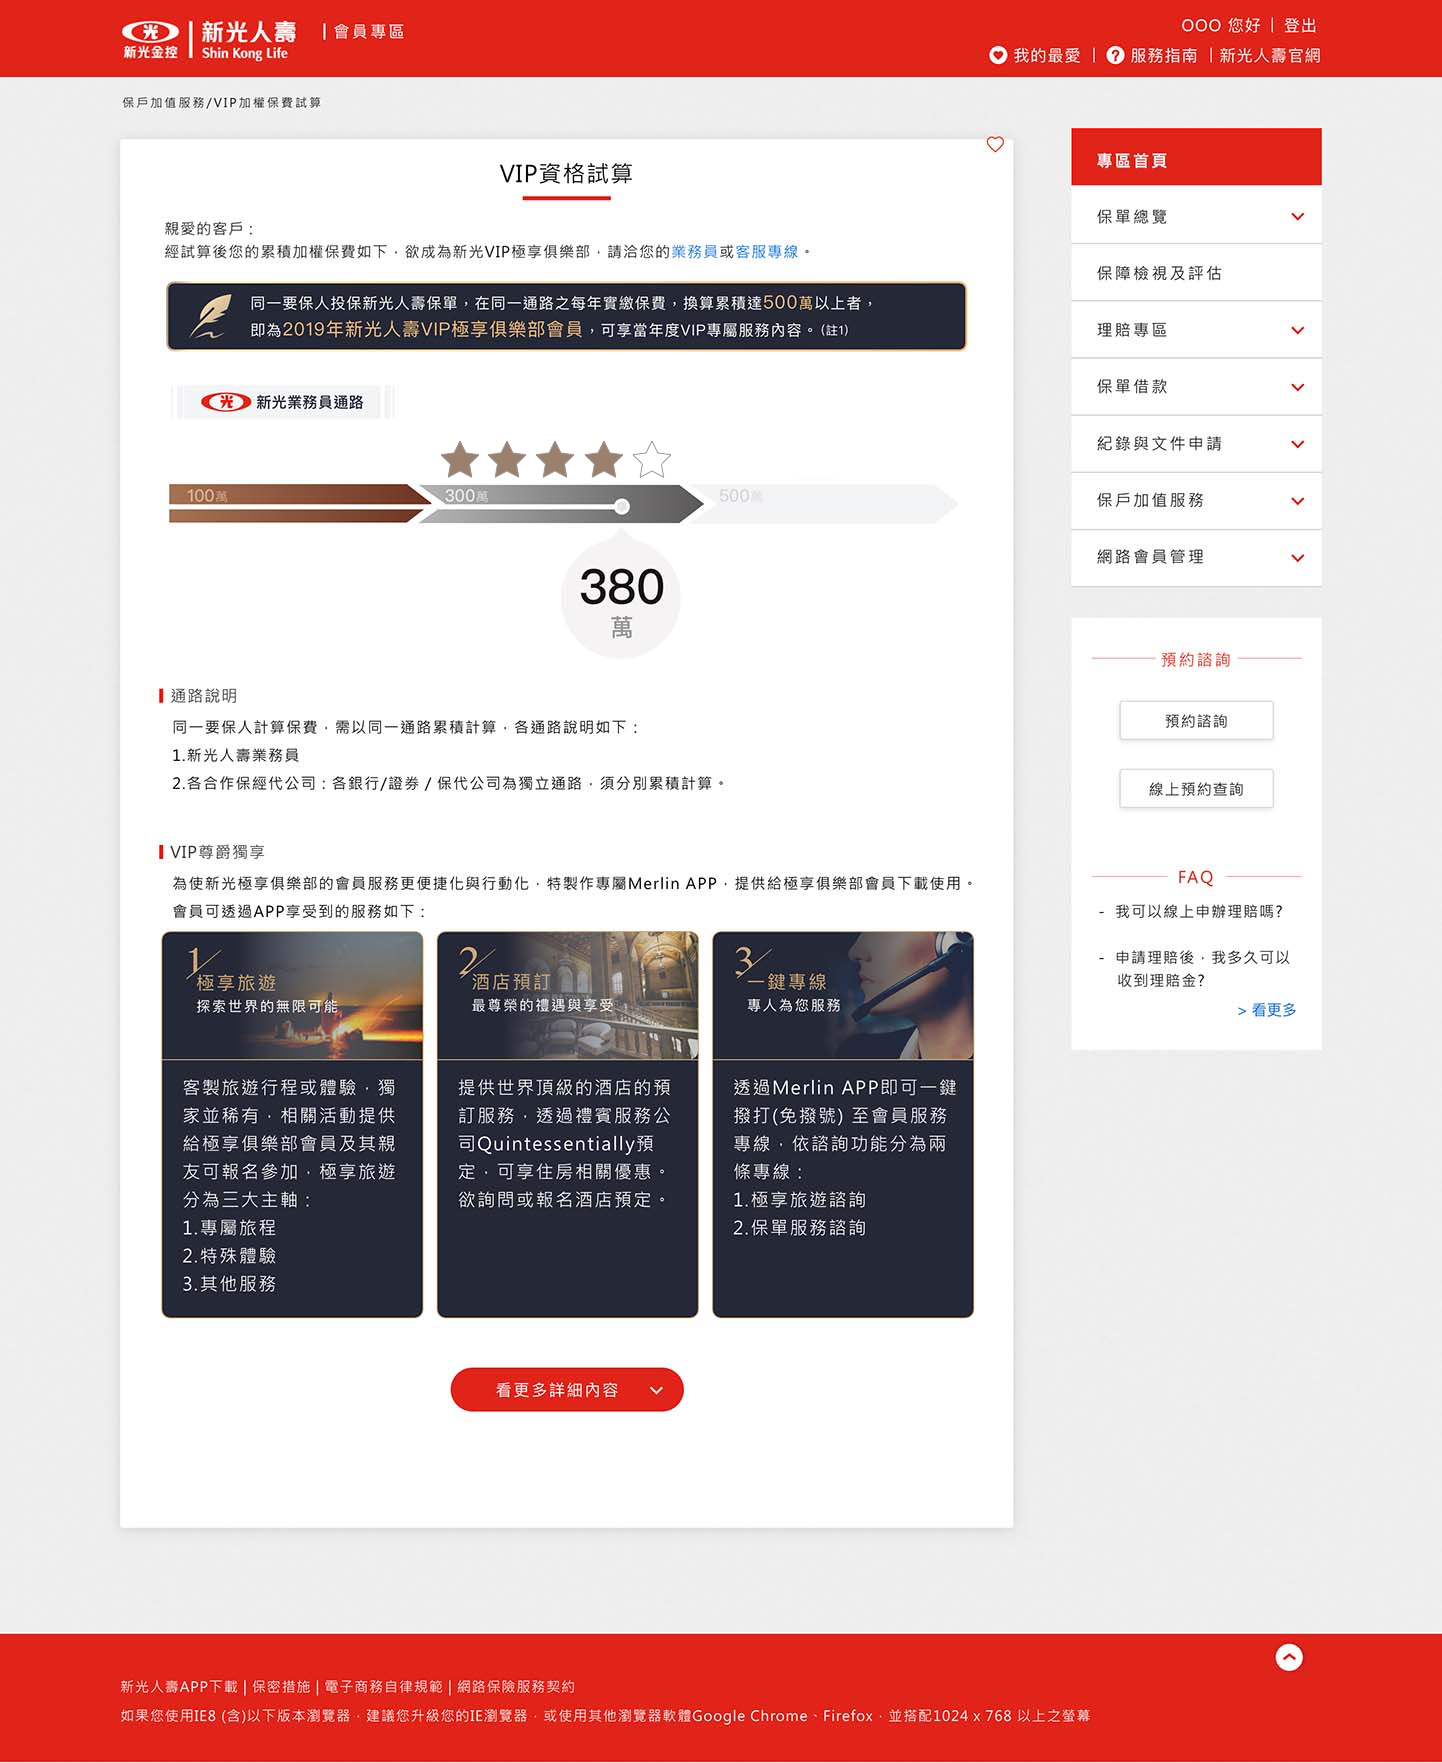 新光金控
新光人壽
Shin Kong Life
會員專區
OOO 您好 | 登出
我的最愛 | ? 服務指南 | 新光人壽官網
保戶加值服務/VIP加權保費試算
VIP資格試算
親愛的客戶：
經試算後您的累積加權保費如下，欲成為新光VIP極享俱樂部，請洽您的業務員或客服專線。
同一要保人投保新光人壽保單，在同一通路之每年實繳保費，換算累積達500萬以上者，
即為2019年新光人壽VIP極享俱樂部會員，可享當年度VIP專屬服務內容。(註1)
光 新光業務員通路
100萬
300萬
500萬
380
萬
通路說明
同一要保人計算保費，需以同一通路累積計算，各通路說明如下：
1.新光人壽業務員
2.各合作保經代公司：各銀行/證券 / 保代公司為獨立通路，須分別累積計算。
VIP尊爵獨享
為使新光極享俱樂部的會員服務更便捷化與行動化，特製作專屬Merlin APP，提供給極享俱樂部會員下載使用。
會員可透過APP享受到的服務如下：
1
極享旅遊
探索世界的無限可能
客製旅遊行程或體驗，獨
家並稀有，相關活動提供
給極享俱樂部會員及其親
友可報名參加，極享旅遊
分為三大主軸：
1.專屬旅程
2.特殊體驗
3.其他服務
2
酒店預訂
最尊榮的禮遇與享受
提供世界頂級的酒店的預
訂服務，透過禮賓服務公
司Quintessentially預
定，可享住房相關優惠。
欲詢問或報名酒店預定。
3
一鍵專線
專人為您服務
透過Merlin APP即可一鍵
撥打(免撥號) 至會員服務
專線，依諮詢功能分為兩
條專線：
1.極享旅遊諮詢
2.保單服務諮詢
看更多詳細內容
專區首頁
保單總覽
保障檢視及評估
理賠專區
保單借款
紀錄與文件申請
保戶加值服務
網路會員管理
預約諮詢
預約諮詢
線上預約查詢
FAQ
- 我可以線上申辦理賠嗎?
- 申請理賠後，我多久可以
收到理賠金?
> 看更多
新光人壽APP下載 | 保密措施 | 電子商務自律規範 | 網路保險服務契約
如果您使用IE8 (含)以下版本瀏覽器，建議您升級您的IE瀏覽器，或使用其他瀏覽器軟體Google Chrome、Firefox，並搭配1024 x 768 以上之螢幕